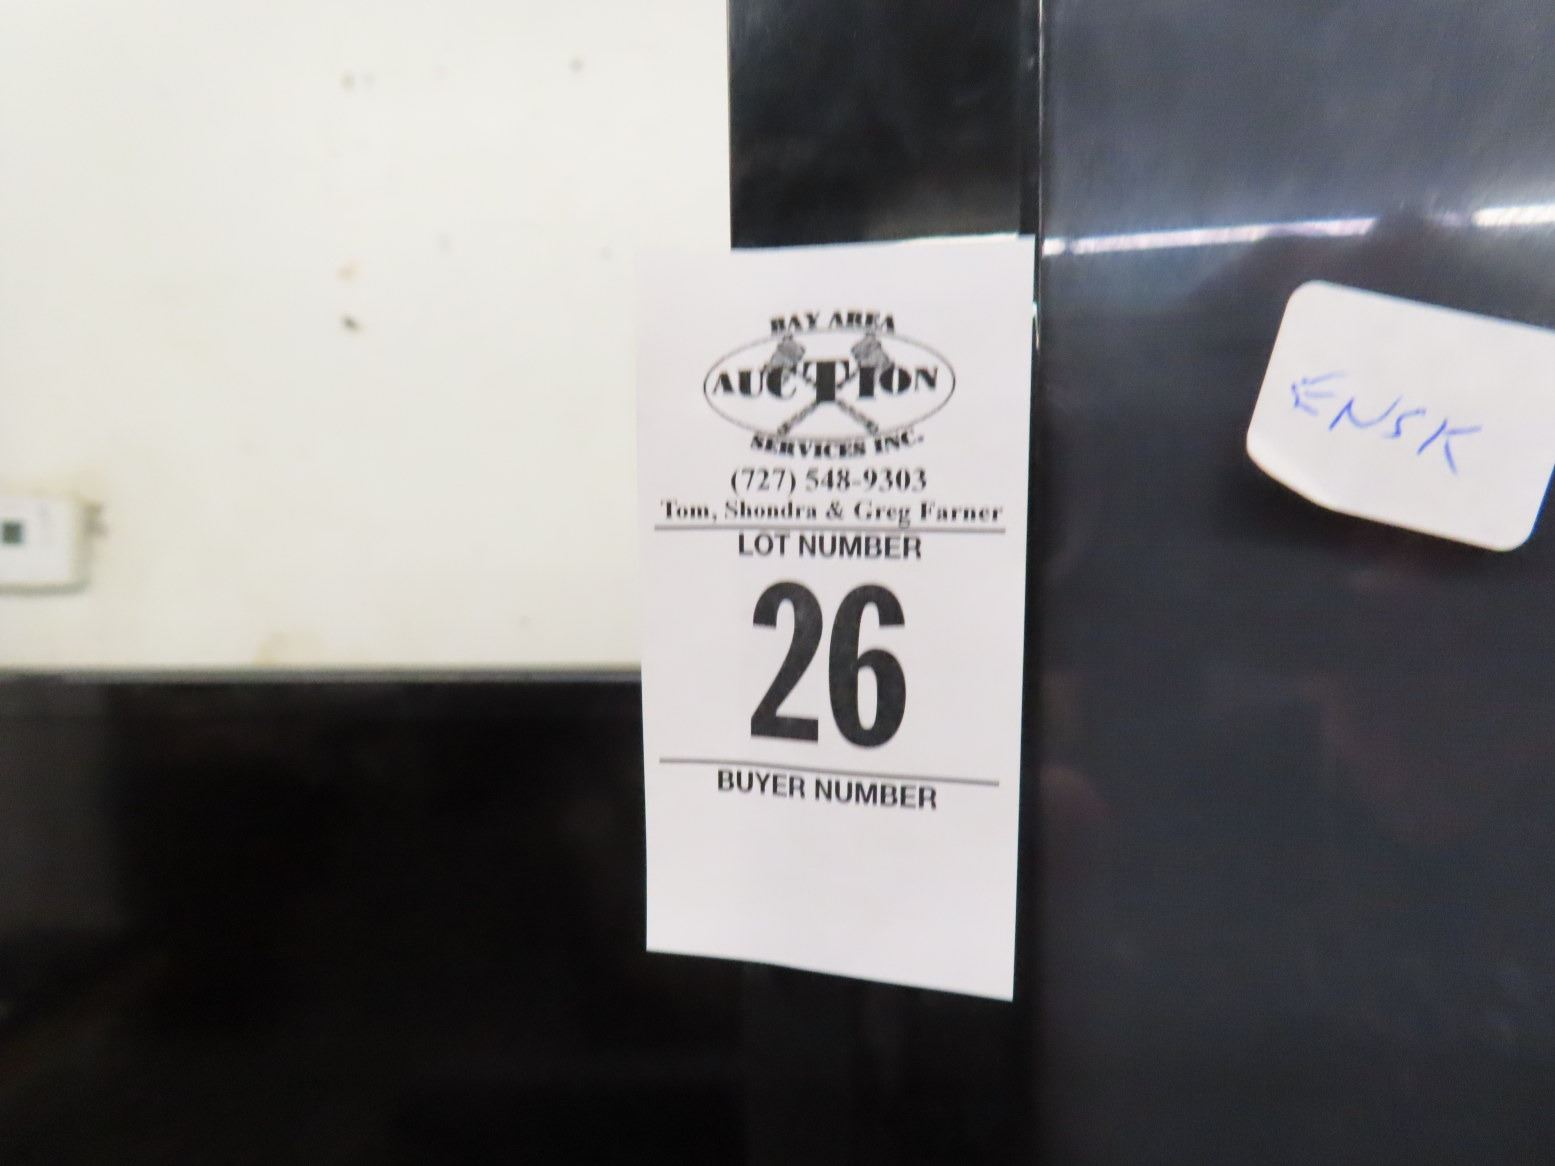 BAY AREA
AUCTION
SERVICES INC.
(727) 548-9303
Tom, Shondra & Greg Farner
LOT NUMBER
26
BUYER NUMBER
ENSK